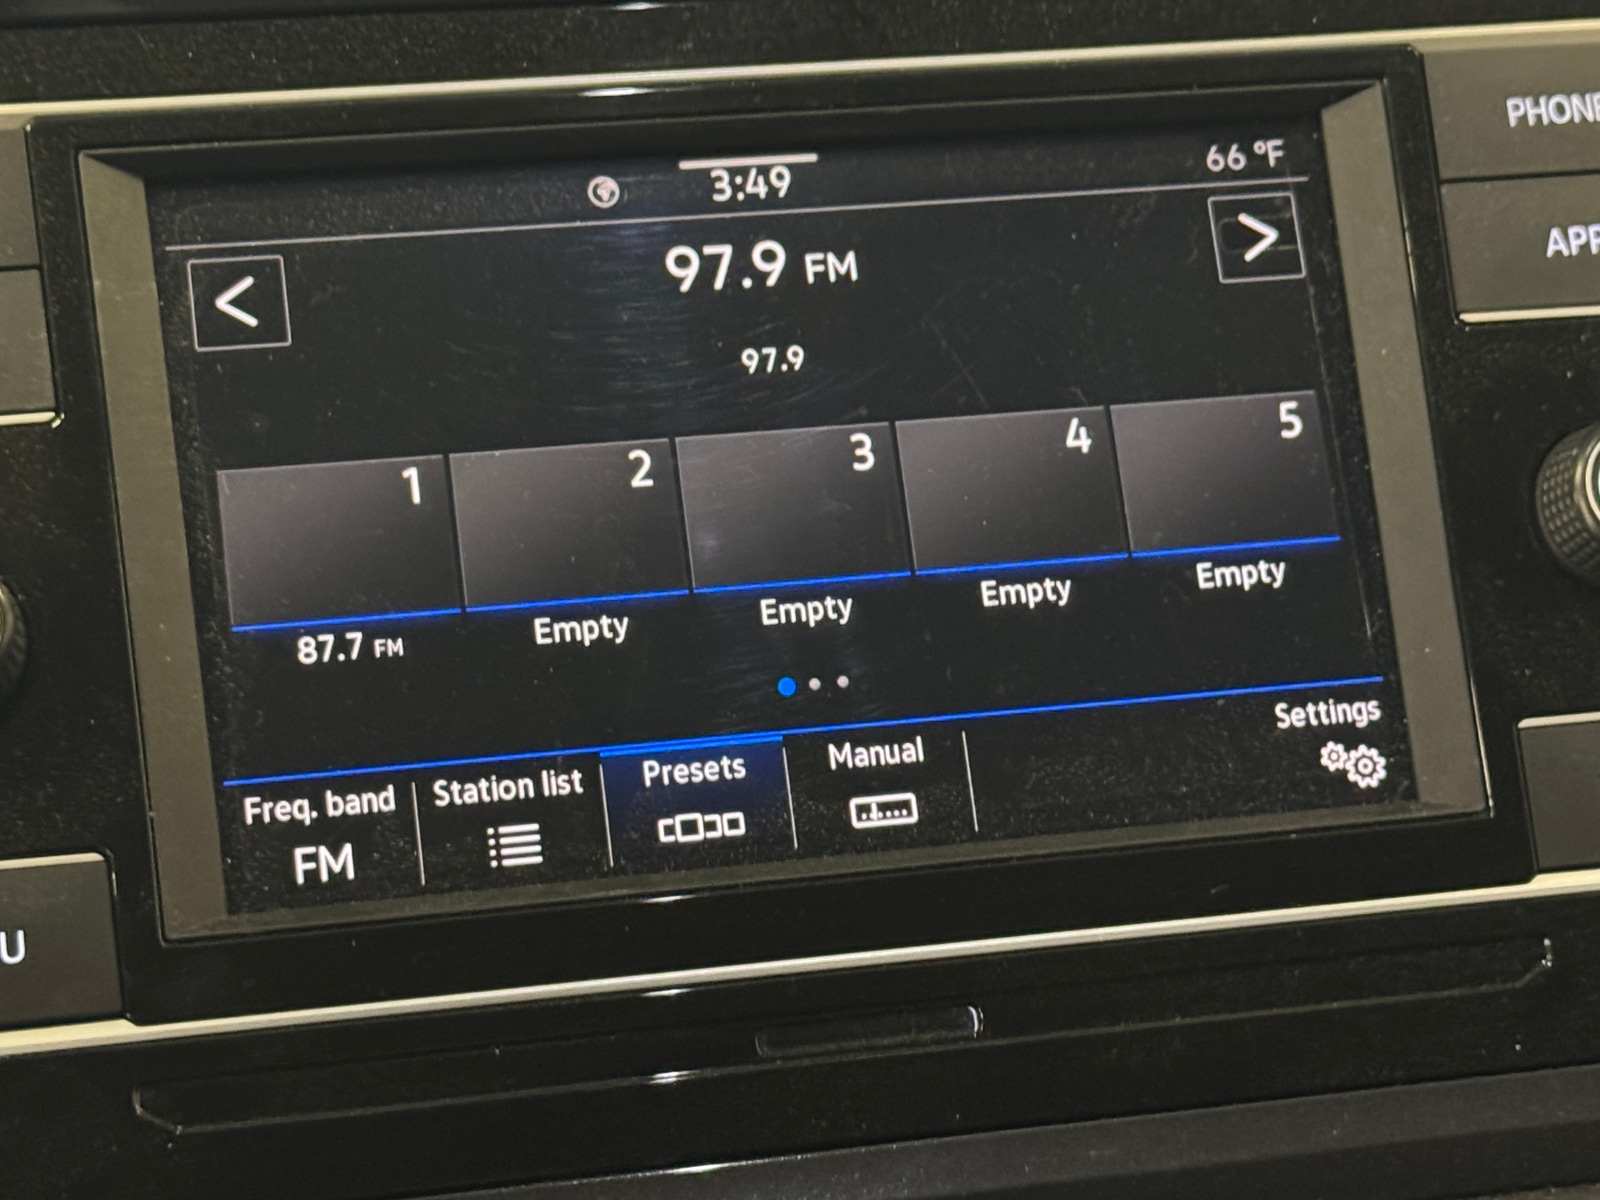 PHONE
APP
3:49
66 °F
97.9 FM
97.9
1 2 3 4 5
87.7 FM Empty Empty Empty Empty
Freq. band Station list Presets Manual Settings
FM
U